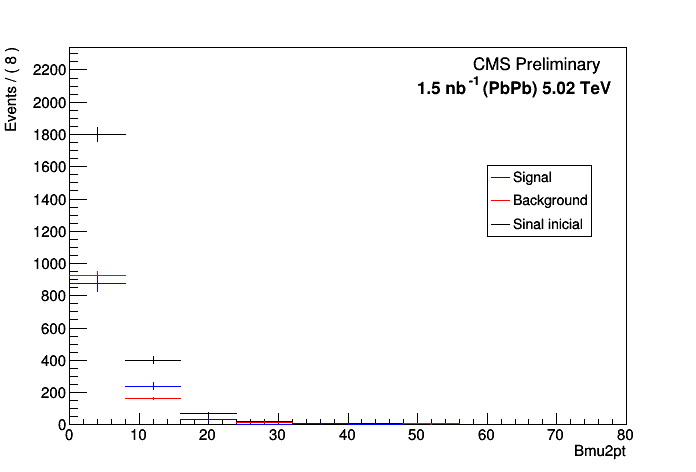 CMS Preliminary
1.5 nb⁻¹ (PbPb) 5.02 TeV
Events / ( 8 )
2200
2000
1800
1600
1400
1200
1000
800
600
400
200
0
Signal
Background
Sinal inicial
0 10 20 30 40 50 60 70 80
Bmu2pt